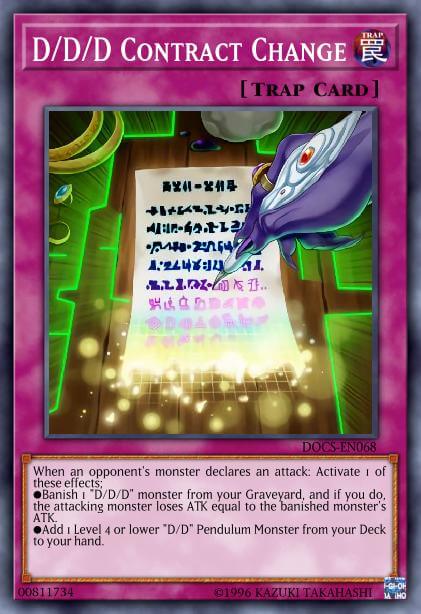 D/D/D Contract Change
TRAP
罠
[Trap Card]
DOCS-EN068
When an opponent's monster declares an attack: Activate 1 of
these effects;
●Banish 1 "D/D/D" monster from your Graveyard, and if you do,
the attacking monster loses ATK equal to the banished monster's
ATK.
●Add 1 Level 4 or lower "D/D" Pendulum Monster from your Deck
to your hand.
00811734
©1996 KAZUKI TAKAHASHI